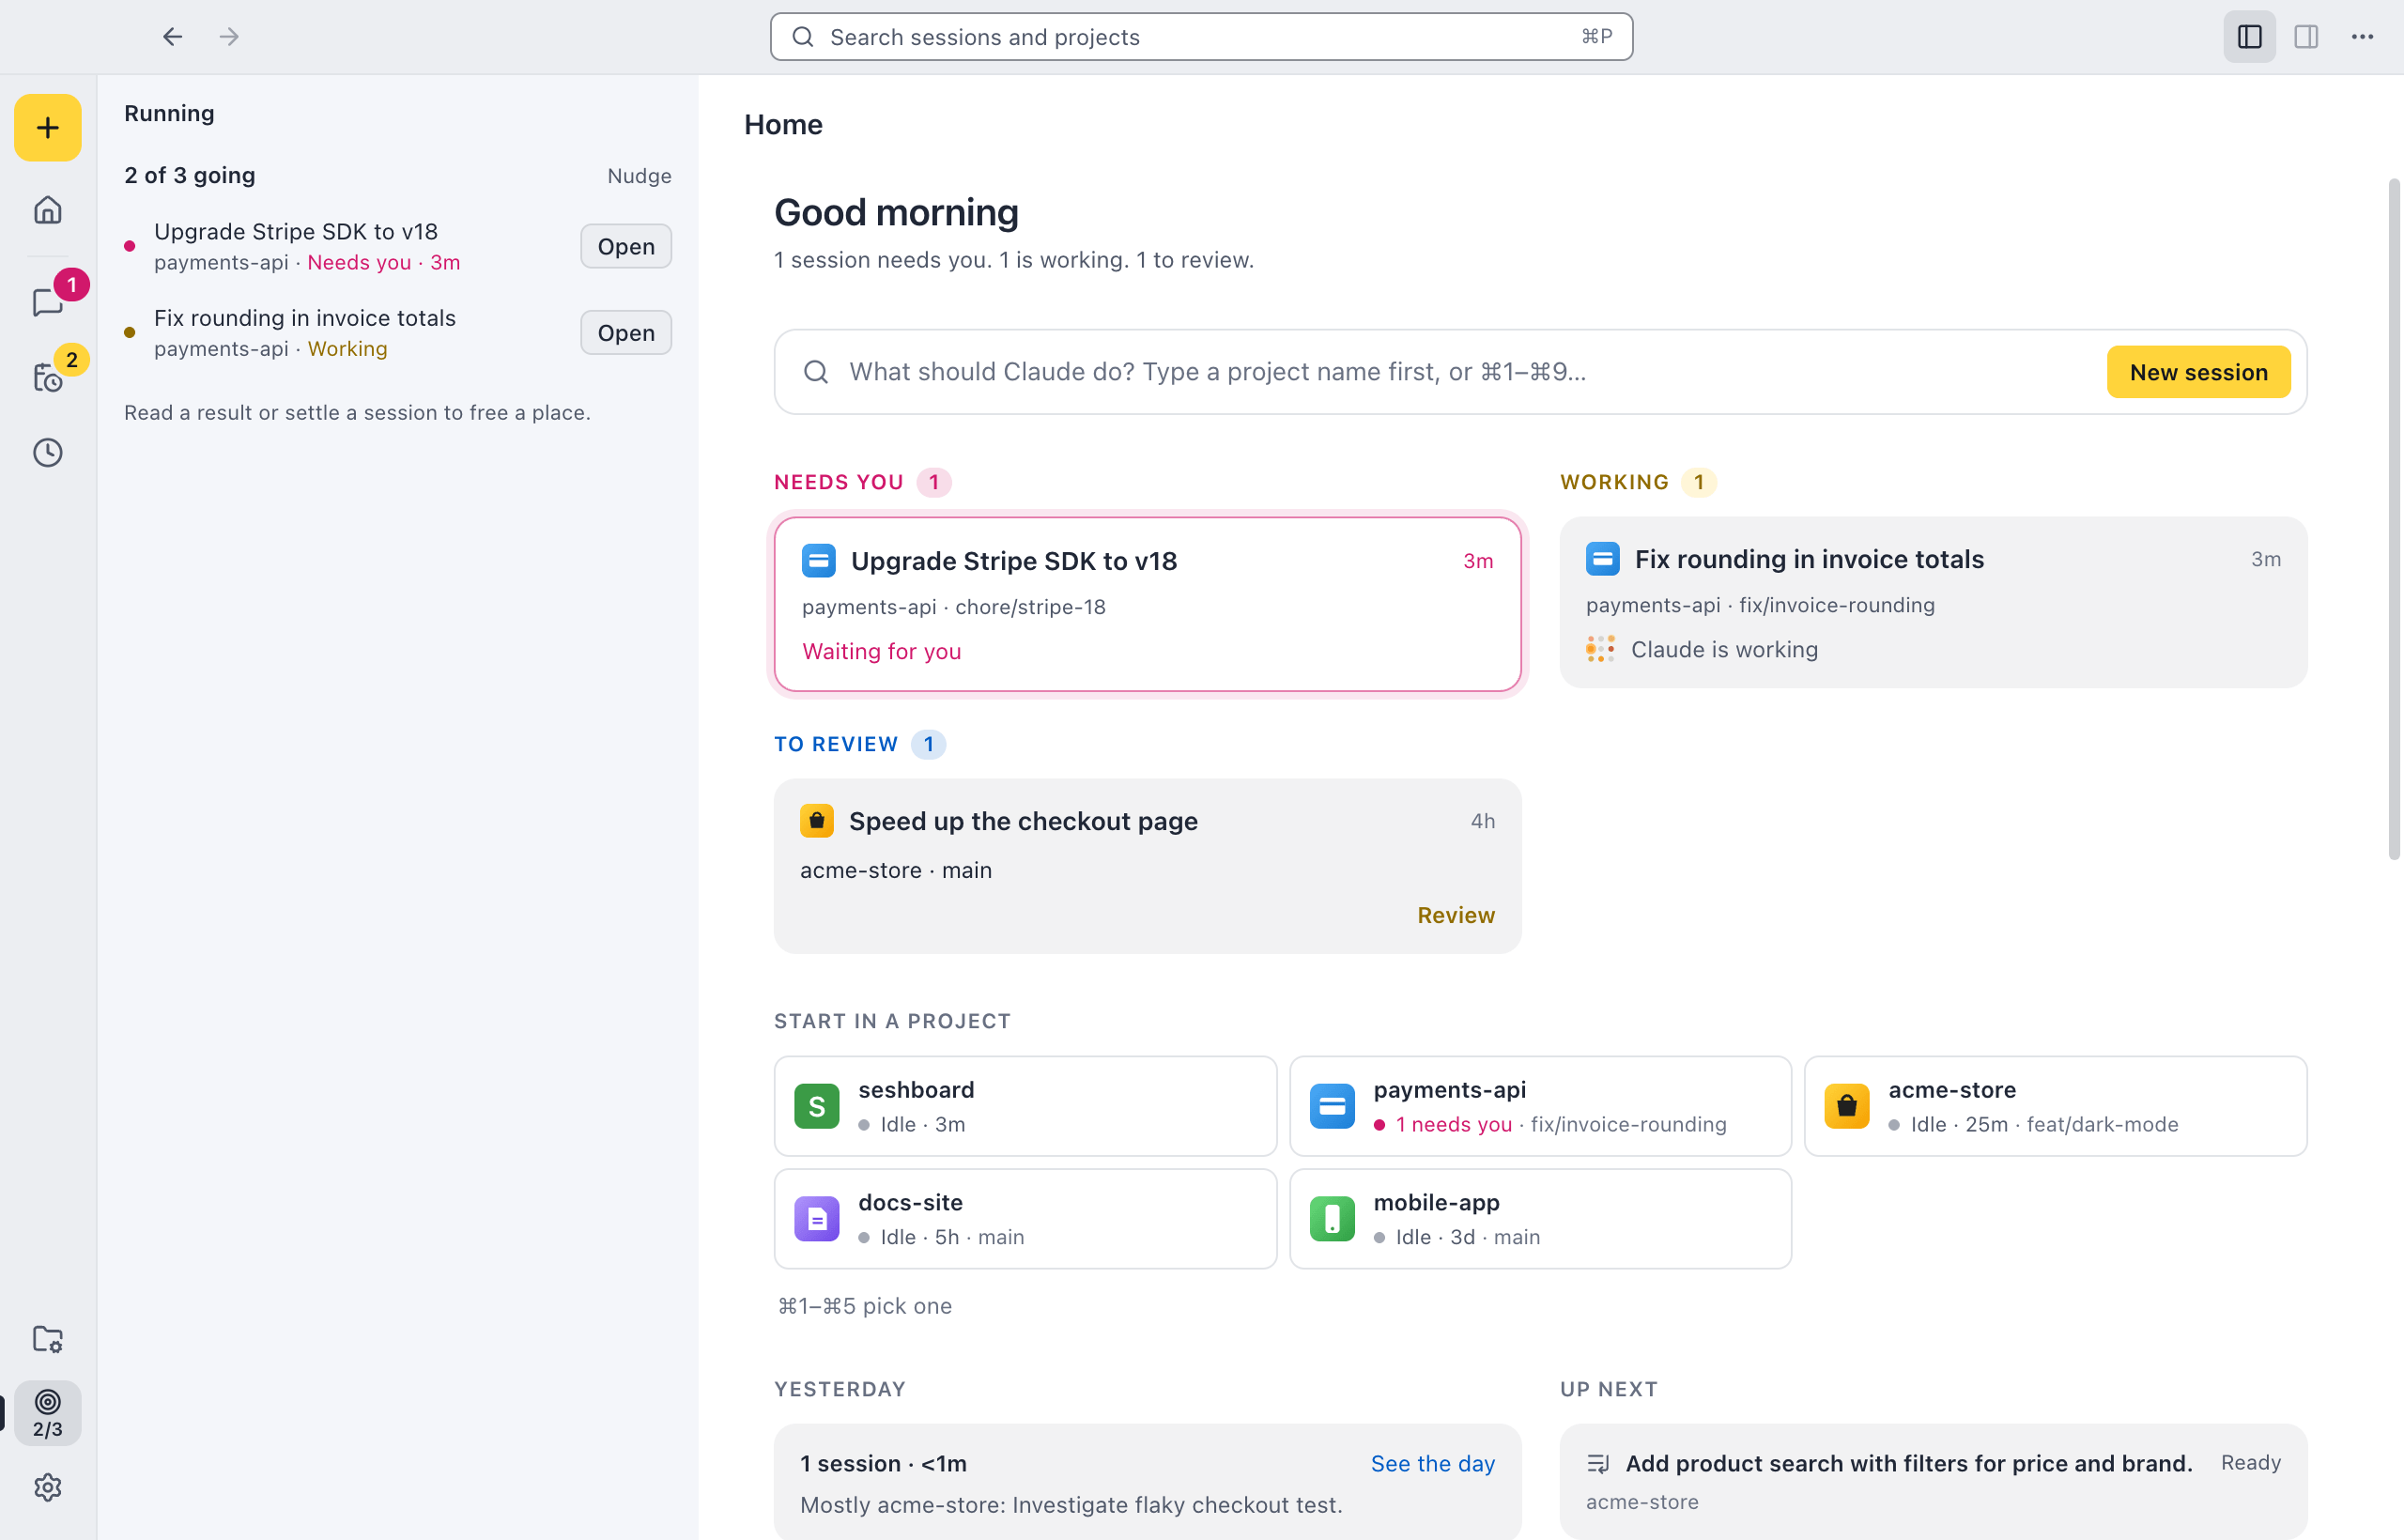 Search sessions and projects ⌘P
Running
2 of 3 going Nudge
Upgrade Stripe SDK to v18
payments-api · Needs you · 3m
Open
Fix rounding in invoice totals
payments-api · Working
Open
Read a result or settle a session to free a place.
1
2
2/3
Home
Good morning
1 session needs you. 1 is working. 1 to review.
What should Claude do? Type a project name first, or ⌘1–⌘9...
New session
NEEDS YOU 1
Upgrade Stripe SDK to v18 3m
payments-api · chore/stripe-18
Waiting for you
WORKING 1
Fix rounding in invoice totals 3m
payments-api · fix/invoice-rounding
Claude is working
TO REVIEW 1
Speed up the checkout page 4h
acme-store · main
Review
START IN A PROJECT
S
seshboard
Idle · 3m
payments-api
1 needs you · fix/invoice-rounding
acme-store
Idle · 25m · feat/dark-mode
docs-site
Idle · 5h · main
mobile-app
Idle · 3d · main
⌘1–⌘5 pick one
YESTERDAY
1 session · <1m See the day
Mostly acme-store: Investigate flaky checkout test.
UP NEXT
Add product search with filters for price and brand. Ready
acme-store